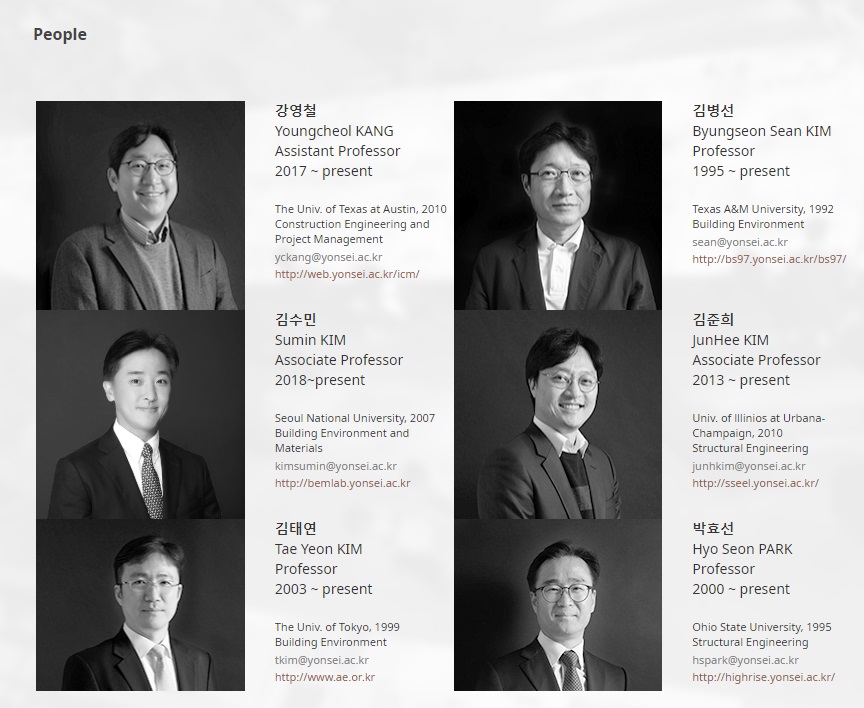 People
강영철
Youngcheol KANG
Assistant Professor
2017 ~ present
The Univ. of Texas at Austin, 2010
Construction Engineering and
Project Management
yckang@yonsei.ac.kr
http://web.yonsei.ac.kr/icm/
김병선
Byungseon Sean KIM
Professor
1995 ~ present
Texas A&M University, 1992
Building Environment
sean@yonsei.ac.kr
http://bs97.yonsei.ac.kr/bs97/
김수민
Sumin KIM
Associate Professor
2018~present
Seoul National University, 2007
Building Environment and
Materials
kimsumin@yonsei.ac.kr
http://bemlab.yonsei.ac.kr
김준희
JunHee KIM
Associate Professor
2013 ~ present
Univ. of Illinios at Urbana-
Champaign, 2010
Structural Engineering
junhkim@yonsei.ac.kr
http://sseel.yonsei.ac.kr/
김태연
Tae Yeon KIM
Professor
2003 ~ present
The Univ. of Tokyo, 1999
Building Environment
tkim@yonsei.ac.kr
http://www.ae.or.kr
박효선
Hyo Seon PARK
Professor
2000 ~ present
Ohio State University, 1995
Structural Engineering
hspark@yonsei.ac.kr
http://highrise.yonsei.ac.kr/